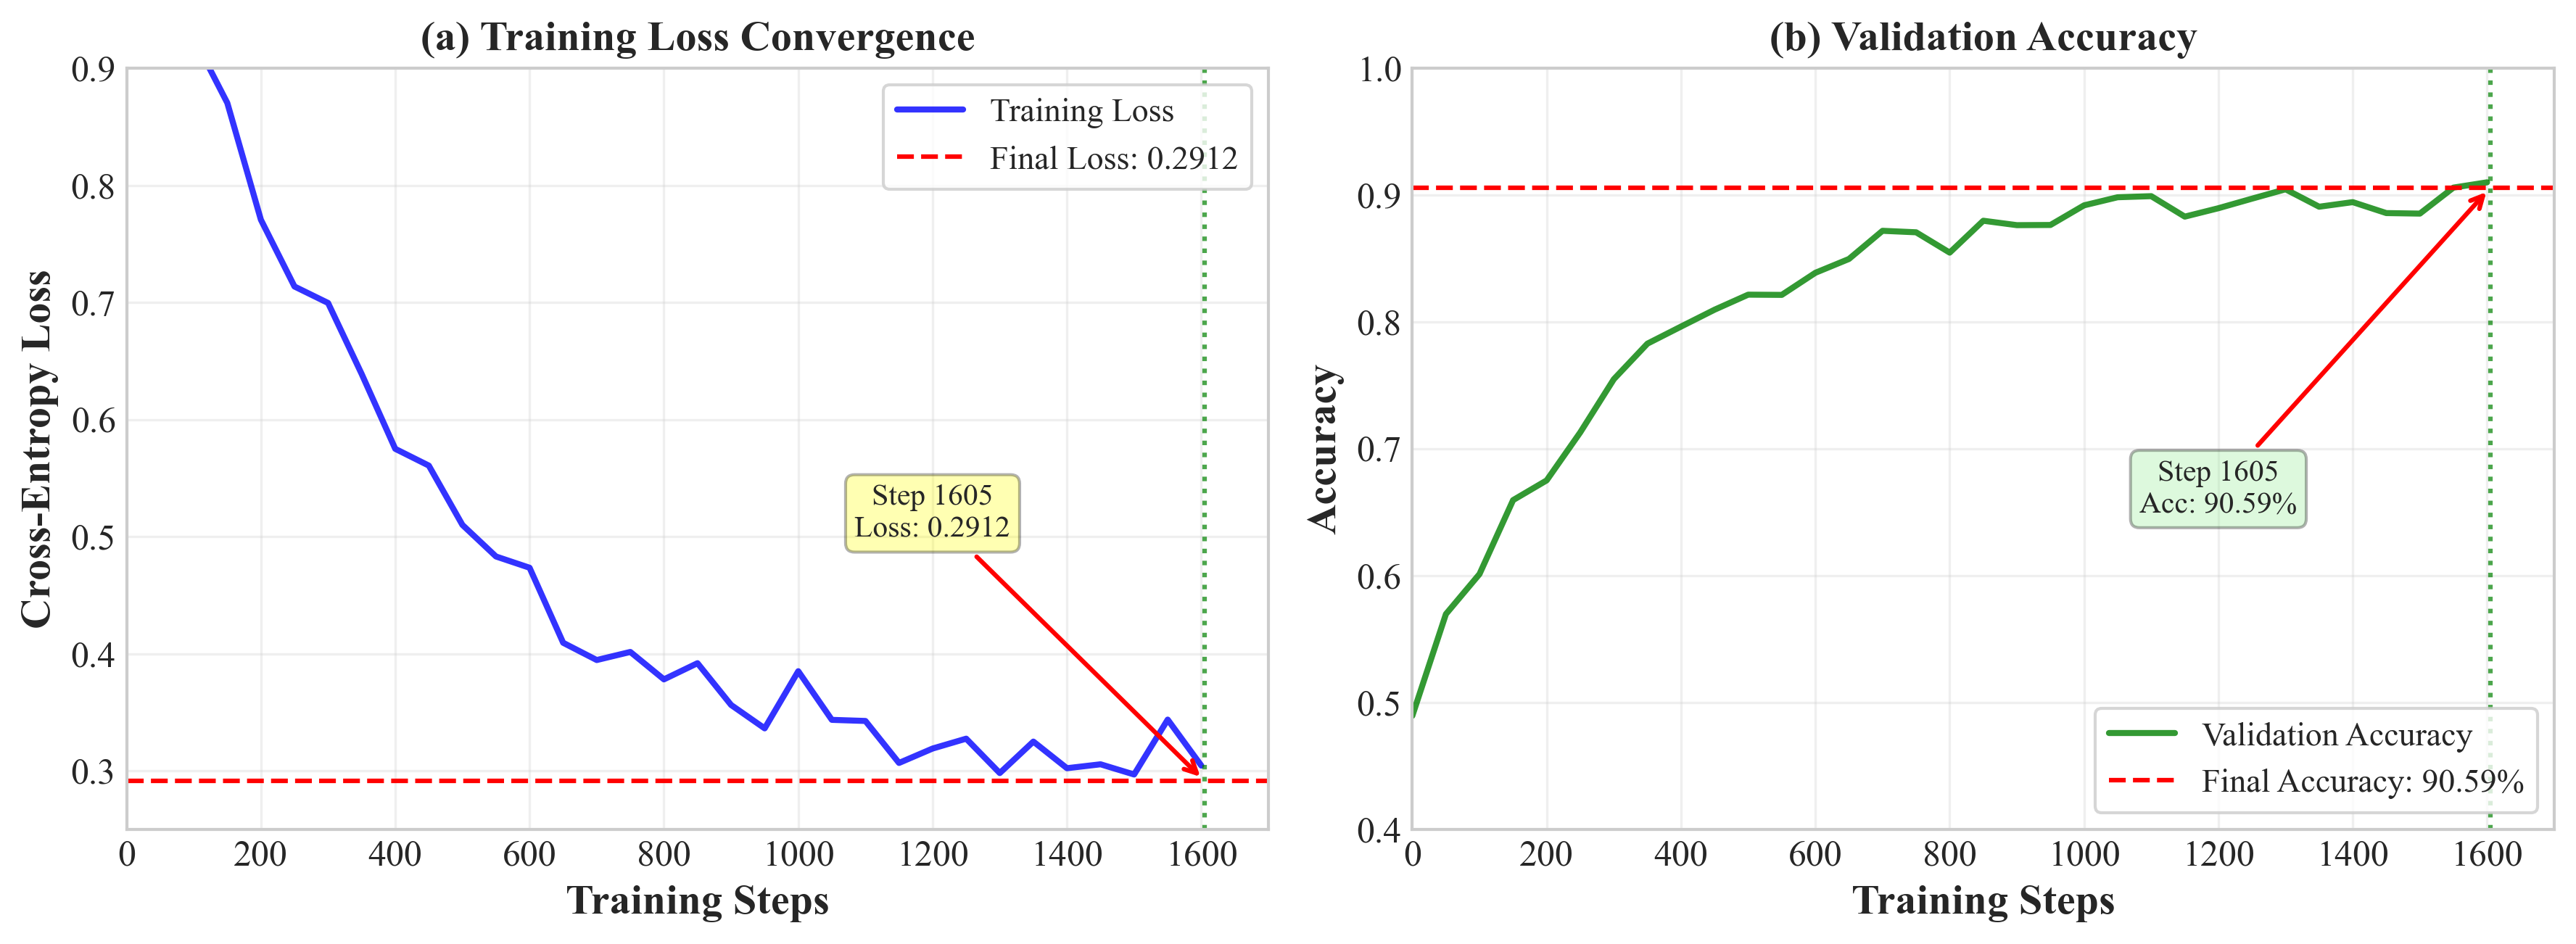 (a) Training Loss Convergence
0.9
0.8
0.7
0.6
0.5
0.4
0.3
Cross-Entropy Loss
Training Loss
Final Loss: 0.2912
Step 1605
Loss: 0.2912
0 200 400 600 800 1000 1200 1400 1600
Training Steps
(b) Validation Accuracy
1.0
0.9
0.8
0.7
0.6
0.5
0.4
Accuracy
Step 1605
Acc: 90.59%
Validation Accuracy
Final Accuracy: 90.59%
0 200 400 600 800 1000 1200 1400 1600
Training Steps